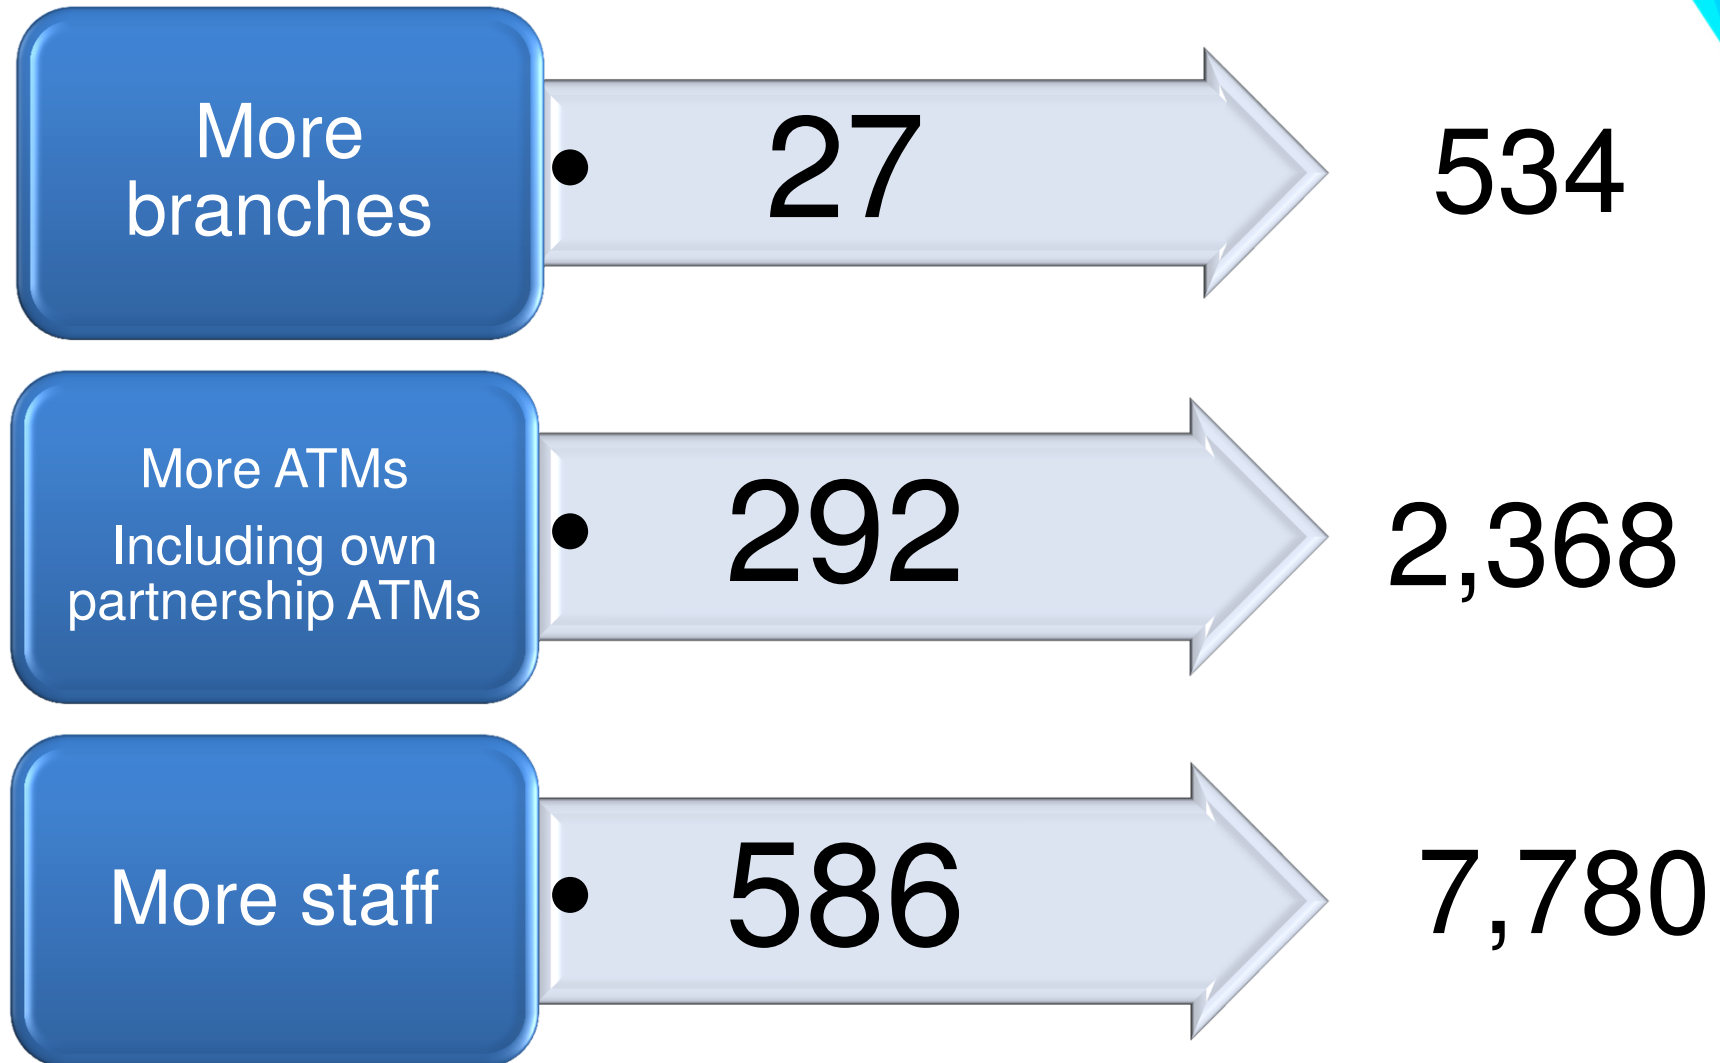 More
branches
• 27
534
More ATMs
Including own
partnership ATMs
• 292
2,368
More staff
• 586
7,780